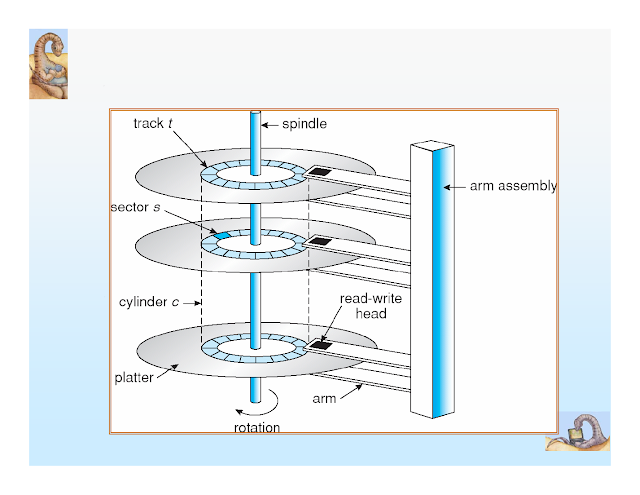 track t
spindle
arm assembly
sector s
cylinder c
read-write
head
platter
arm
rotation